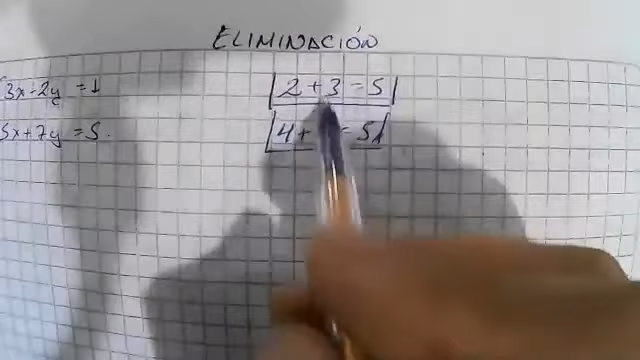 ELIMINACIÓN
3x-2y = 1
5x+7y = 5.
2+3 = 5
4+ = 5